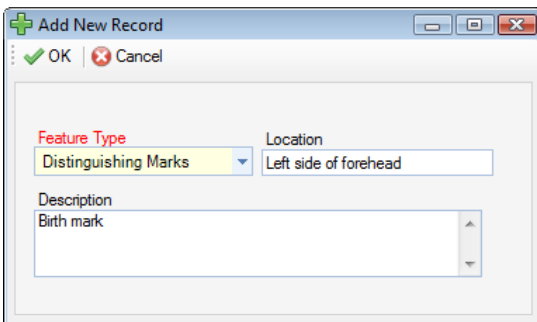 Add New Record
OK Cancel
Feature Type Location
Distinguishing Marks Left side of forehead
Description
Birth mark